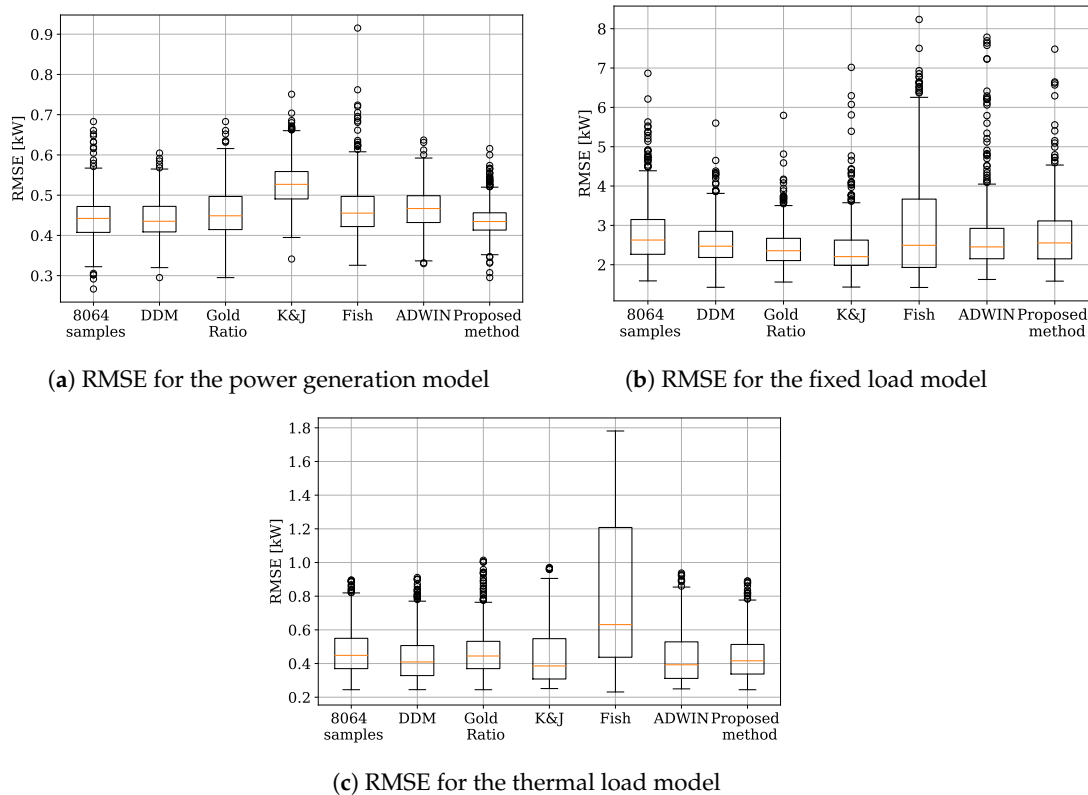 0.9
0.8
0.7
0.6
0.5
0.4
0.3
RMSE [kW]
8064 samples
DDM
Gold Ratio
K&J
Fish
ADWIN
Proposed method
(a) RMSE for the power generation model
8
7
6
5
4
3
2
RMSE [kW]
8064 samples
DDM
Gold Ratio
K&J
Fish
ADWIN
Proposed method
(b) RMSE for the fixed load model
1.8
1.6
1.4
1.2
1.0
0.8
0.6
0.4
0.2
RMSE [kW]
8064 samples
DDM
Gold Ratio
K&J
Fish
ADWIN
Proposed method
(c) RMSE for the thermal load model